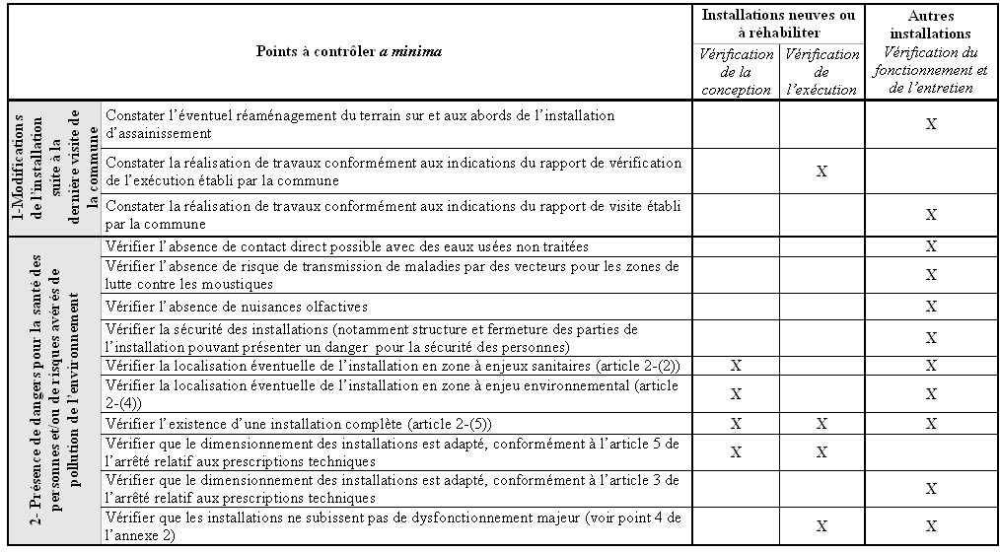 Points à contrôler a minima
Installations neuves ou
à réhabiliter
Autres
installations
Vérification du
fonctionnement et
de l'entretien
Vérification
de la
conception
Vérification
de
l'exécution
1-Modifications
de l'installation
suite à la
dernière visite de
la commune
Constater l'éventuel réaménagement du terrain sur et aux abords de l'installation
d'assainissement
X
Constater la réalisation de travaux conformément aux indications du rapport de vérification
de l'exécution établi par la commune
X
Constater la réalisation de travaux conformément aux indications du rapport de visite établi
par la commune
X
2- Présence de dangers pour la santé des
personnes et/ou de risques avérés de
pollution de l'environnement
Vérifier l'absence de contact direct possible avec des eaux usées non traitées
X
Vérifier l'absence de risque de transmission de maladies par des vecteurs pour les zones de
lutte contre les moustiques
X
Vérifier l'absence de nuisances olfactives
X
Vérifier la sécurité des installations (notamment structure et fermeture des parties de
l'installation pouvant présenter un danger pour la sécurité des personnes)
X
Vérifier la localisation éventuelle de l'installation en zone à enjeux sanitaires (article 2-(2))
X X
Vérifier la localisation éventuelle de l'installation en zone à enjeu environnemental (article
2-(4))
X X
Vérifier l'existence d'une installation complète (article 2-(5))
X X X
Vérifier que le dimensionnement des installations est adapté, conformément à l'article 5 de
l'arrêté relatif aux prescriptions techniques
X X
Vérifier que le dimensionnement des installations est adapté, conformément à l'article 3 de
l'arrêté relatif aux prescriptions techniques
X
Vérifier que les installations ne subissent pas de dysfonctionnement majeur (voir point 4 de
l'annexe 2)
X X